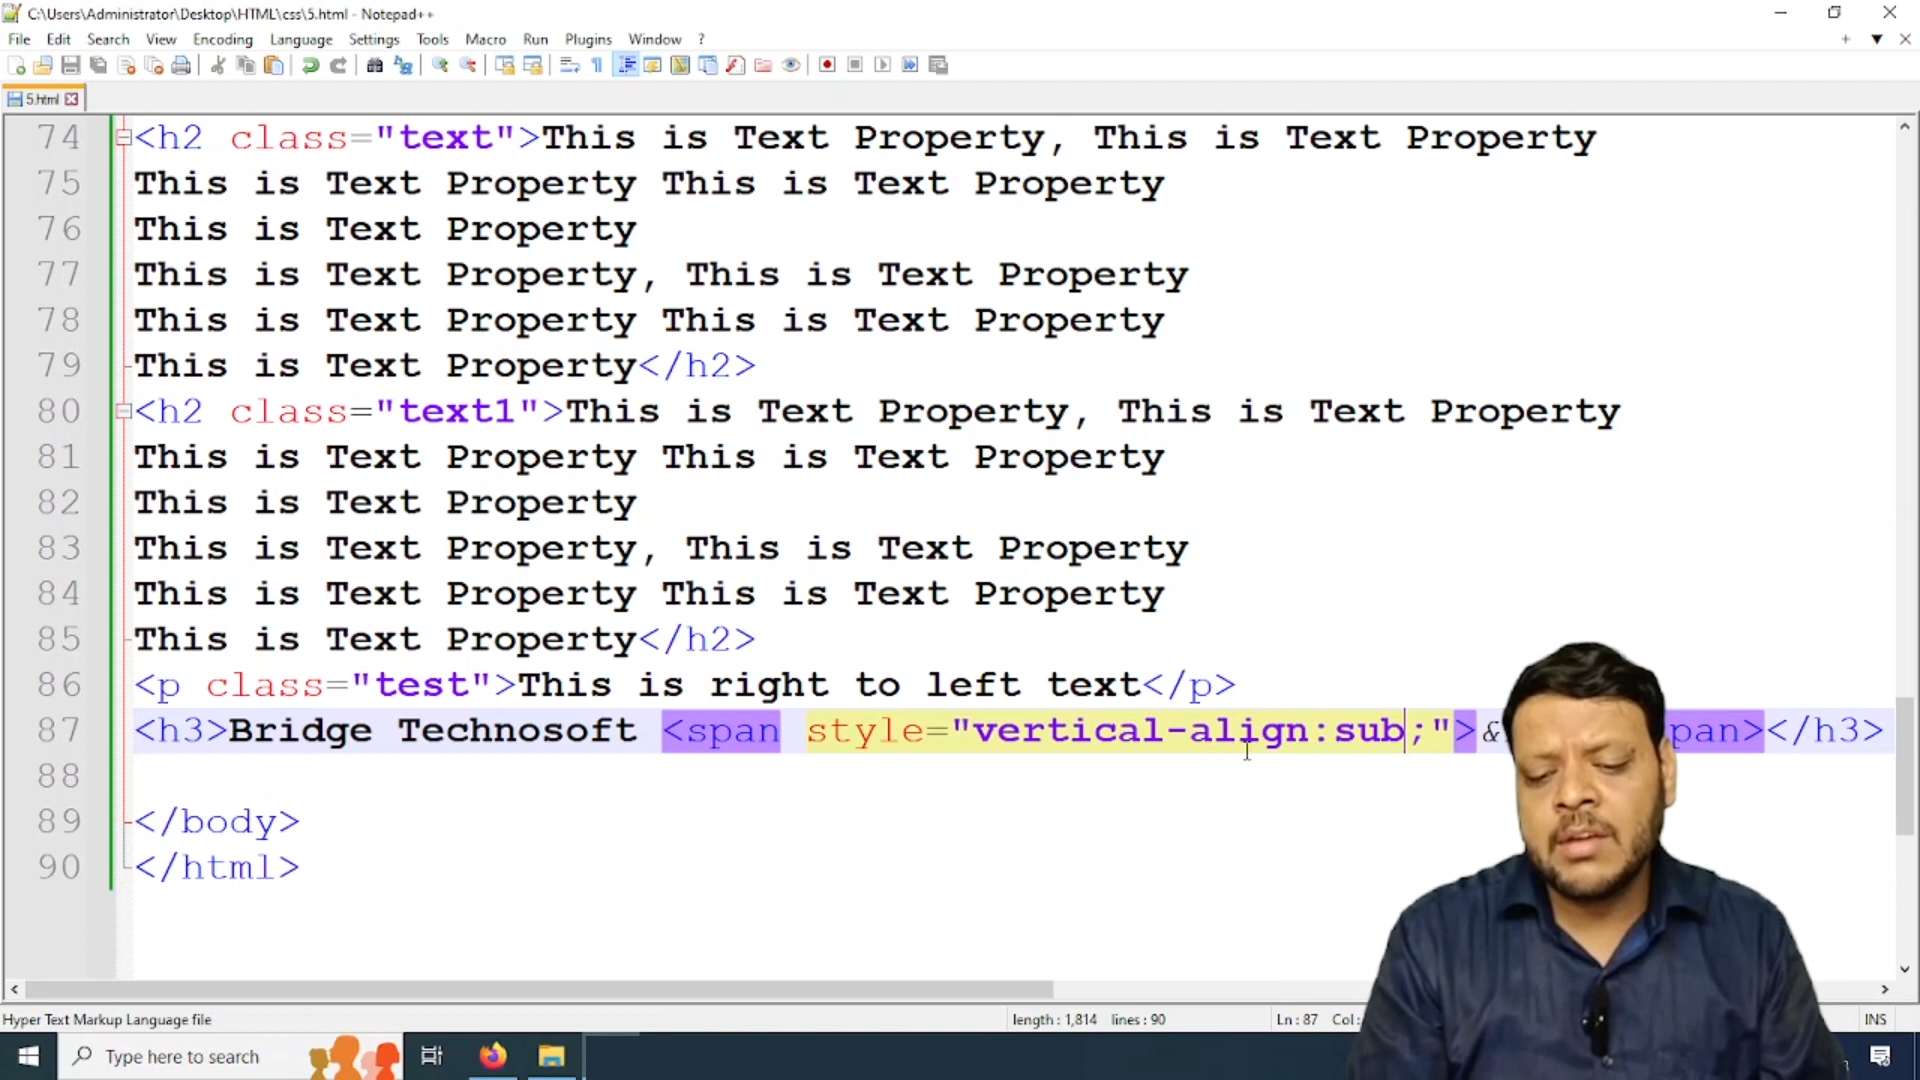 C:\Users\Administrator\Desktop\HTML\css\5.html - Notepad++
File Edit Search View Encoding Language Settings Tools Macro Run Plugins Window ?
5.html
74 <h2 class="text">This is Text Property, This is Text Property
75 This is Text Property This is Text Property
76 This is Text Property
77 This is Text Property, This is Text Property
78 This is Text Property This is Text Property
79 This is Text Property</h2>
80 <h2 class="text1">This is Text Property, This is Text Property
81 This is Text Property This is Text Property
82 This is Text Property
83 This is Text Property, This is Text Property
84 This is Text Property This is Text Property
85 This is Text Property</h2>
86 <p class="test">This is right to left text</p>
87 <h3>Bridge Technosoft <span style="vertical-align:sub;">& pan></h3>
88
89 </body>
90 </html>
Hyper Text Markup Language file length : 1,814 lines : 90 Ln : 87 Col : INS
Type here to search